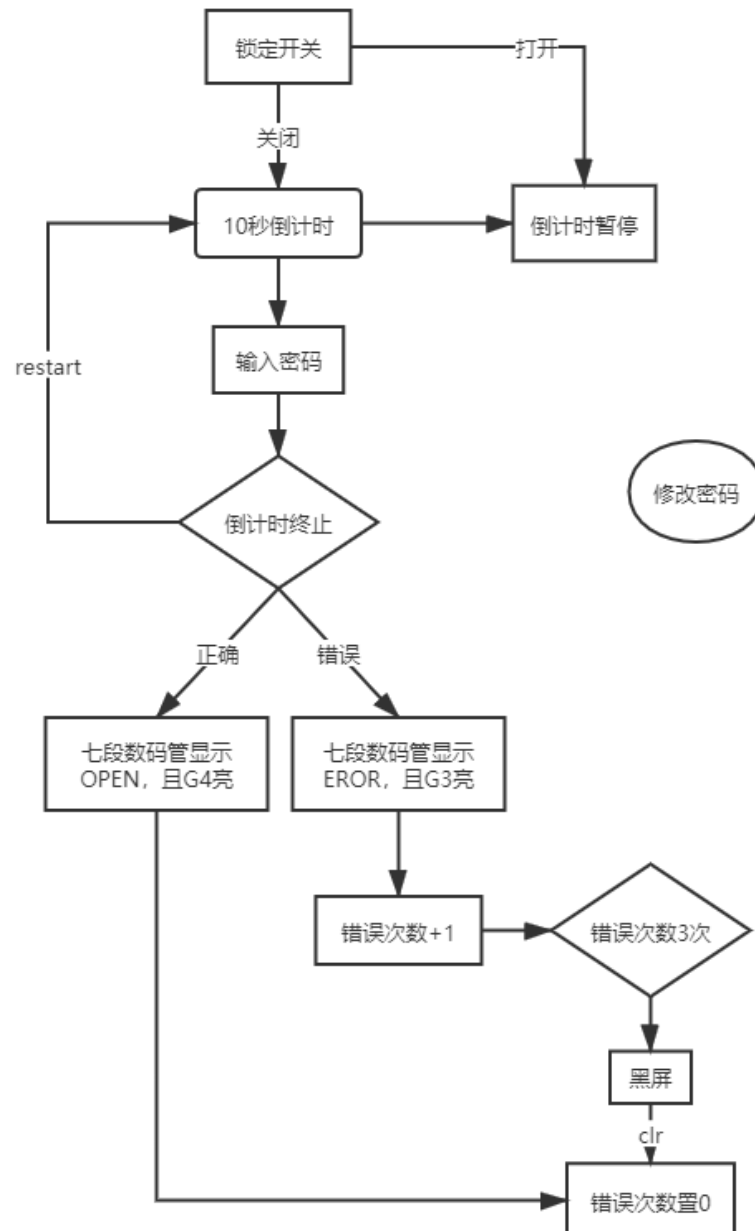 锁定开关
打开
关闭
10秒倒计时
倒计时暂停
restart
输入密码
修改密码
倒计时终止
正确
错误
七段数码管显示
OPEN，且G4亮
七段数码管显示
EROR，且G3亮
错误次数+1
错误次数3次
黑屏
clr
错误次数置0